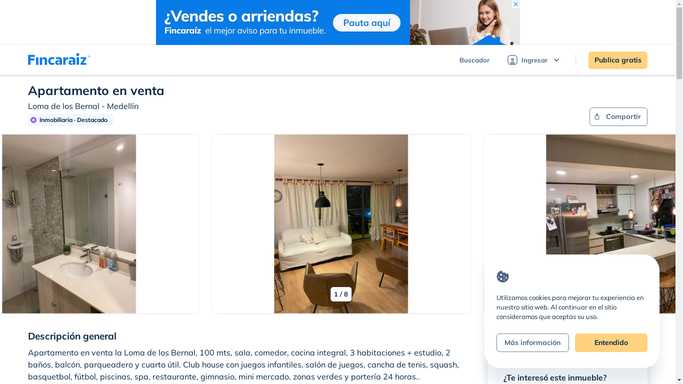 ¿Vendes o arriendas?
Fincaraíz el mejor aviso para tu inmueble.
Pauta aquí
Fincaraíz
Buscador
Ingresar
Publica gratis
Apartamento en venta
Loma de los Bernal - Medellín
Inmobiliaria · Destacado
Compartir
1 / 8
Utilizamos cookies para mejorar tu experiencia en
nuestro sitio web. Al continuar en el sitio
consideramos que aceptas su uso.
Más información
Entendido
Descripción general
Apartamento en venta la Loma de los Bernal, 100 mts, sala, comedor, cocina integral, 3 habitaciones + estudio, 2
baños, balcón, parqueadero y cuarto útil. Club house con juegos infantiles, salón de juegos, cancha de tenis, squash,
basquetbol, fútbol, piscinas, spa, restaurante, gimnasio, mini mercado, zonas verdes y portería 24 horas..
¿Te interesó este inmueble?